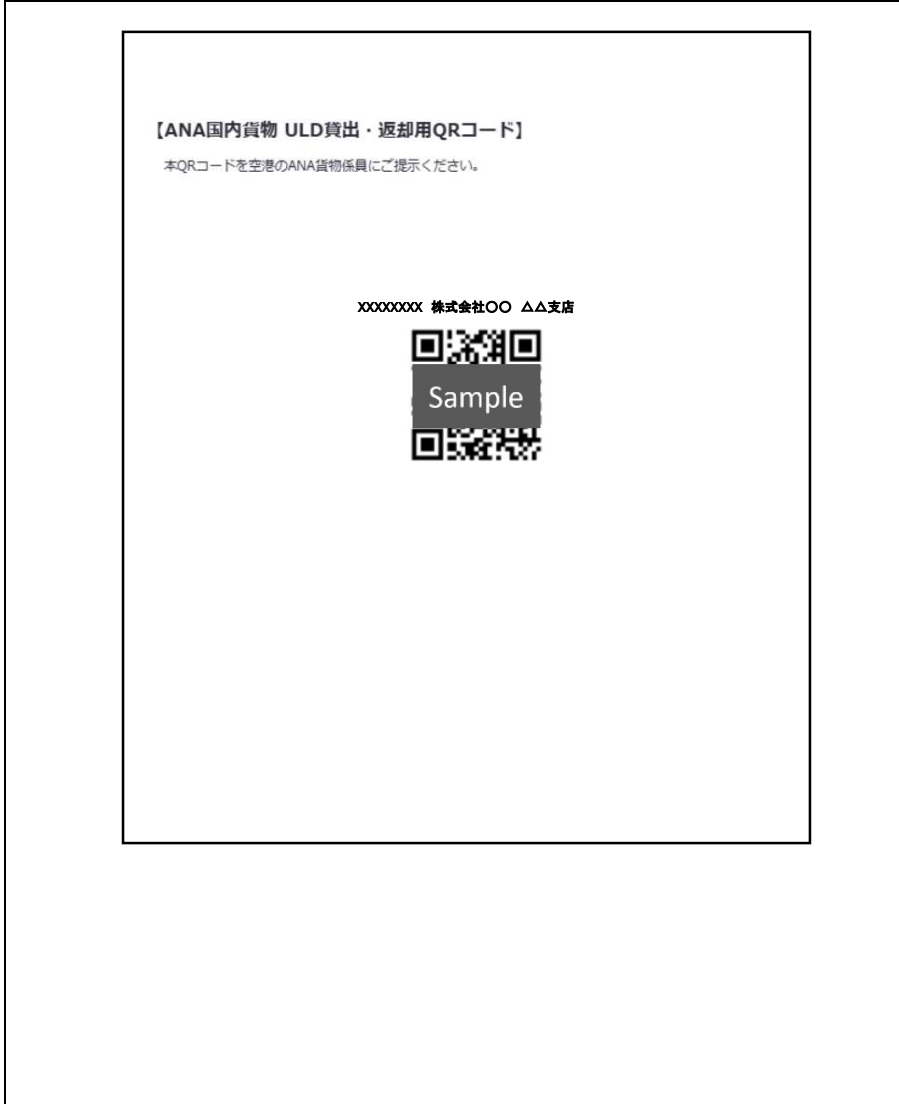 【ANA国内貨物 ULD貸出・返却用QRコード】
本QRコードを空港のANA貨物係員にご提示ください。
XXXXXXXX 株式会社〇〇 △△支店
Sample